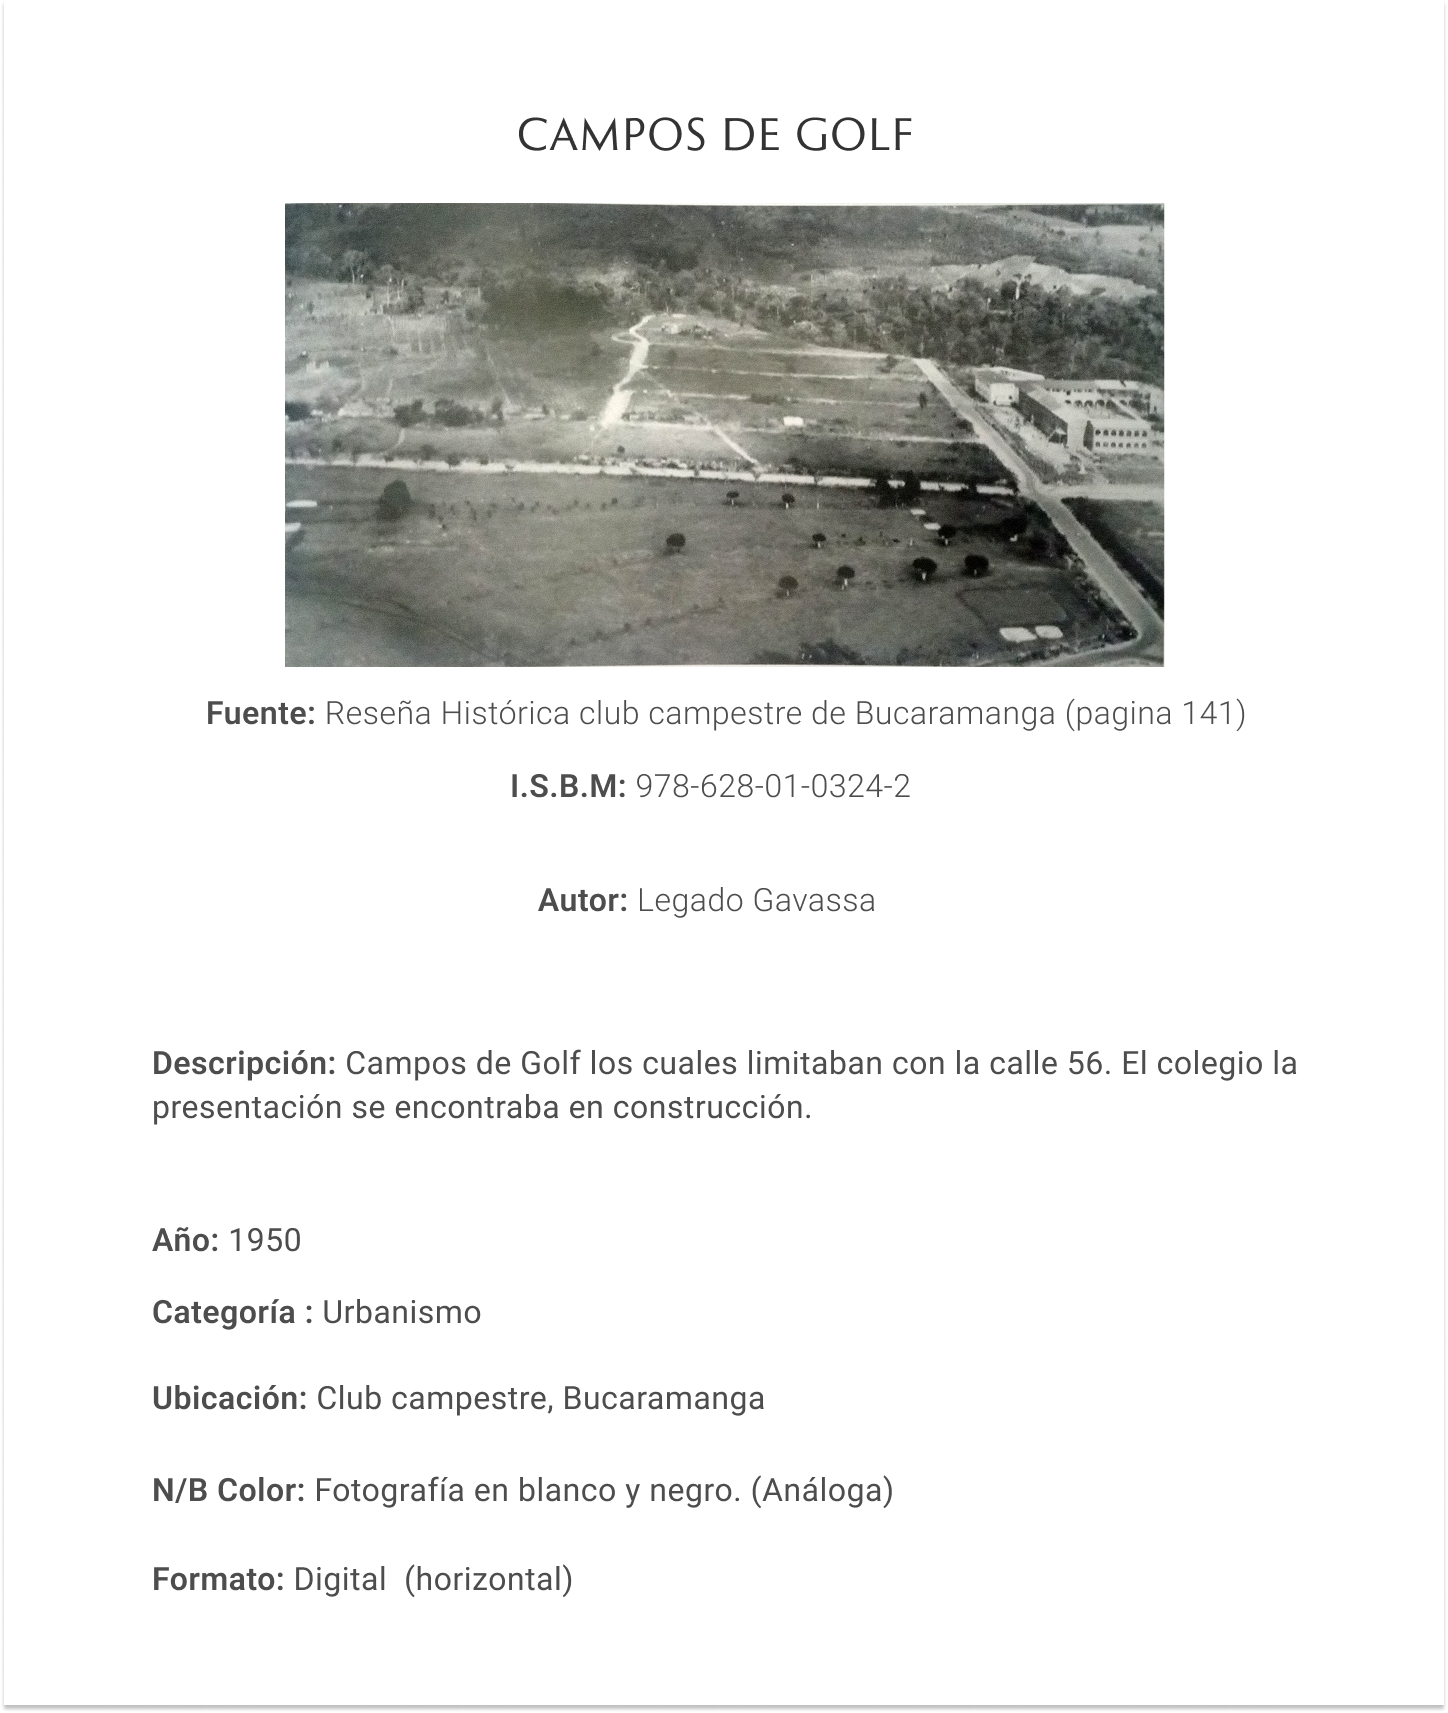 CAMPOS DE GOLF
Fuente: Reseña Histórica club campestre de Bucaramanga (pagina 141)
I.S.B.M: 978-628-01-0324-2
Autor: Legado Gavassa
Descripción: Campos de Golf los cuales limitaban con la calle 56. El colegio la
presentación se encontraba en construcción.
Año: 1950
Categoría : Urbanismo
Ubicación: Club campestre, Bucaramanga
N/B Color: Fotografía en blanco y negro. (Análoga)
Formato: Digital  (horizontal)